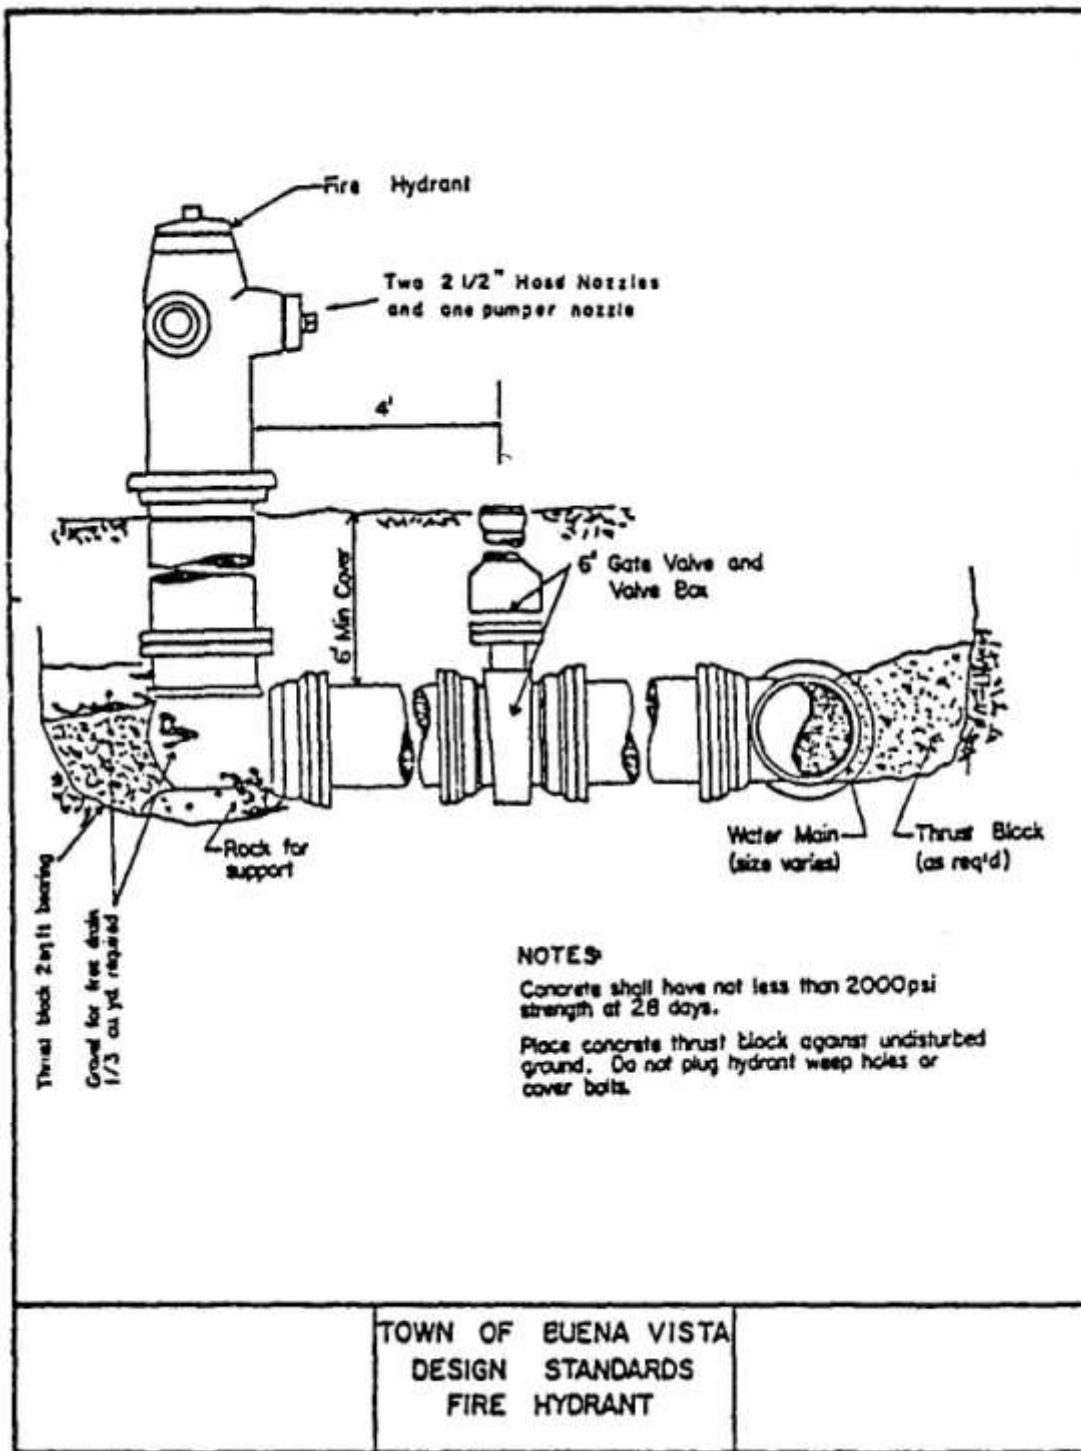 Fire Hydrant
Two 2 1/2" Hose Nozzles
and one pumper nozzle
4'
6' Min Cover
6" Gate Valve and
Valve Box
Water Main
(size varies)
Thrust Block
(as req'd)
Rock for
support
Thrust block 2 sq ft bearing
Gravel for free drain
1/3 cu yd required
NOTES:
Concrete shall have not less than 2000 psi
strength at 28 days.
Place concrete thrust block against undisturbed
ground. Do not plug hydrant weep holes or
cover bolts.
TOWN OF BUENA VISTA
DESIGN STANDARDS
FIRE HYDRANT